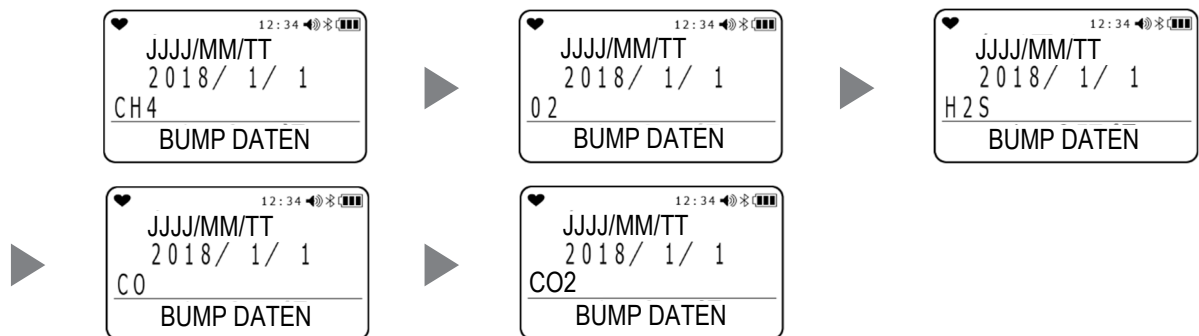 12:34
JJJJ/MM/TT
2018/ 1/ 1
CH4
BUMP DATEN
12:34
JJJJ/MM/TT
2018/ 1/ 1
O2
BUMP DATEN
12:34
JJJJ/MM/TT
2018/ 1/ 1
H2S
BUMP DATEN
12:34
JJJJ/MM/TT
2018/ 1/ 1
CO
BUMP DATEN
12:34
JJJJ/MM/TT
2018/ 1/ 1
CO2
BUMP DATEN